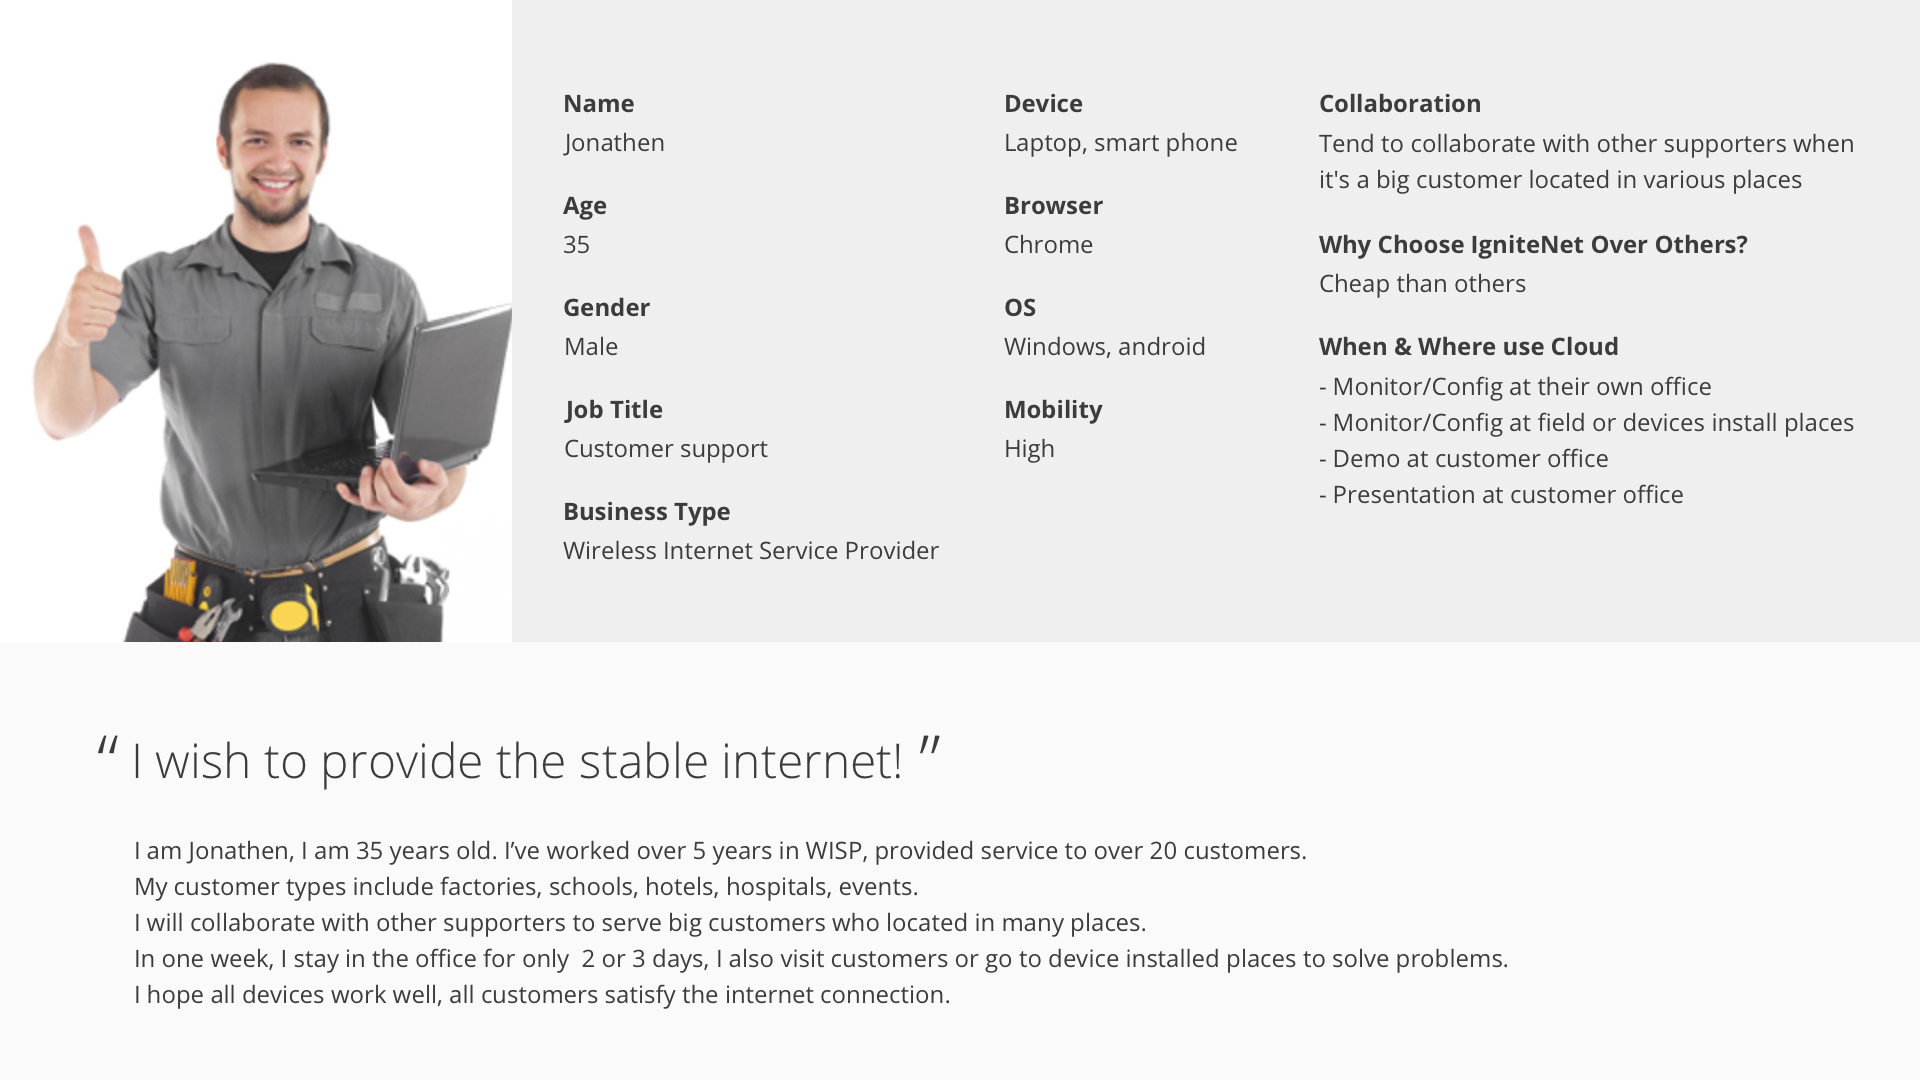 Name
Jonathen
Age
35
Gender
Male
Job Title
Customer support
Business Type
Wireless Internet Service Provider
Device
Laptop, smart phone
Browser
Chrome
OS
Windows, android
Mobility
High
Collaboration
Tend to collaborate with other supporters when
it's a big customer located in various places
Why Choose IgniteNet Over Others?
Cheap than others
When & Where use Cloud
- Monitor/Config at their own office
- Monitor/Config at field or devices install places
- Demo at customer office
- Presentation at customer office
“ I wish to provide the stable internet! ”
I am Jonathen, I am 35 years old. I’ve worked over 5 years in WISP, provided service to over 20 customers.
My customer types include factories, schools, hotels, hospitals, events.
I will collaborate with other supporters to serve big customers who located in many places.
In one week, I stay in the office for only  2 or 3 days, I also visit customers or go to device installed places to solve problems.
I hope all devices work well, all customers satisfy the internet connection.